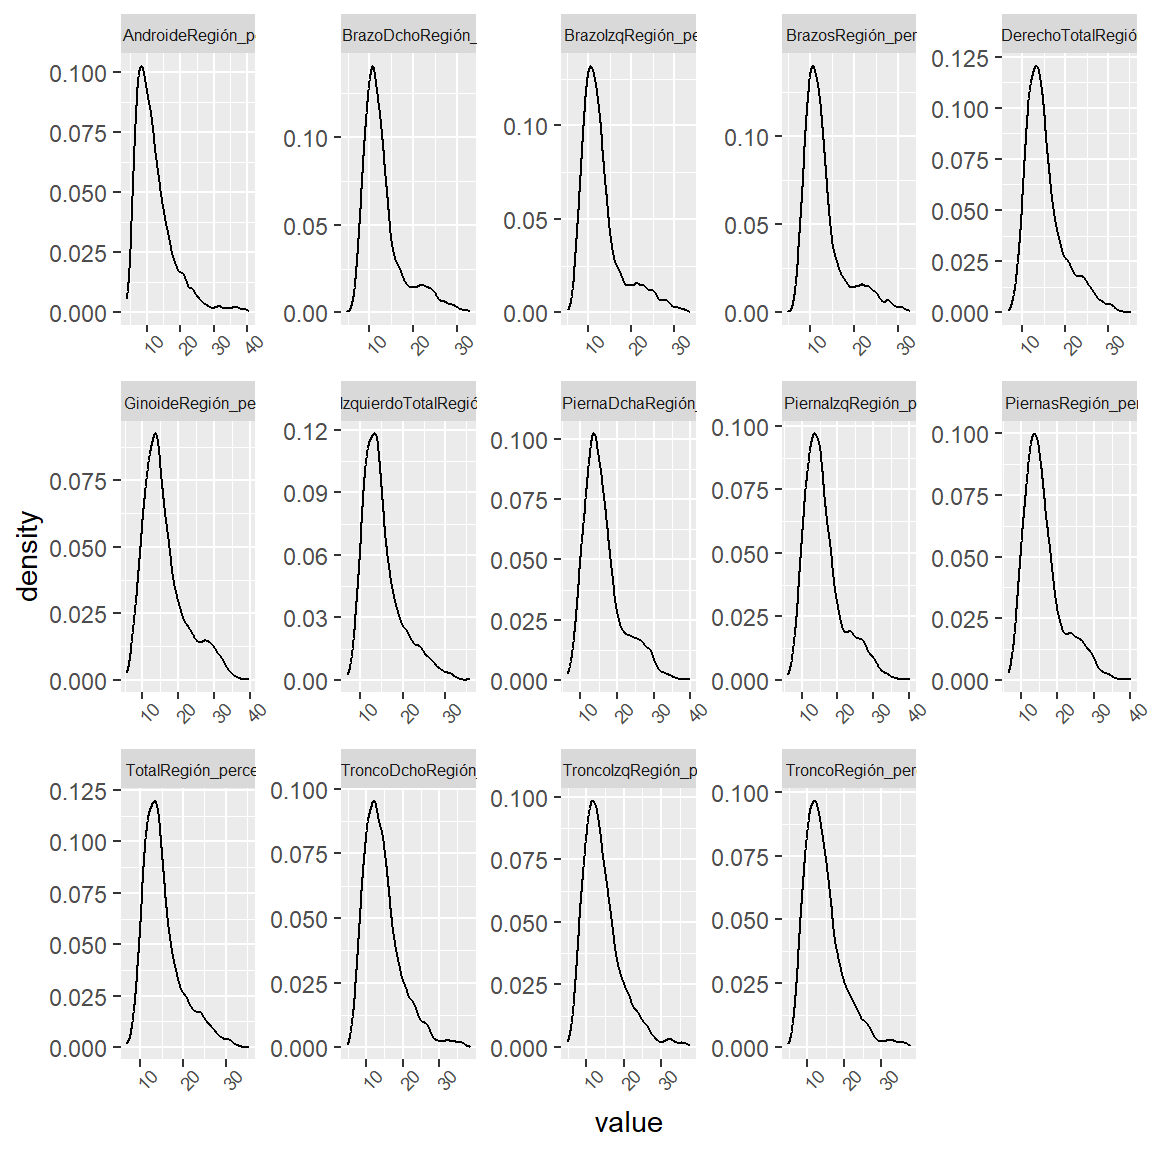 AndroideRegión_pe
BrazoDchoRegión_
BrazoIzqRegión_pe
BrazosRegión_per
DerechoTotalRegió
0.100
0.075
0.050
0.025
0.000
0.10
0.05
0.00
0.10
0.05
0.00
0.10
0.05
0.00
0.125
0.100
0.075
0.050
0.025
0.000
10 20 30 40
10 20 30
10 20 30
10 20 30
10 20 30
GinoideRegión_pe
IzquierdoTotalRegió
PiernaDchaRegión_
PiernaIzqRegión_p
PiernasRegión_per
0.075
0.050
0.025
0.000
0.12
0.09
0.06
0.03
0.00
0.100
0.075
0.050
0.025
0.000
0.100
0.075
0.050
0.025
0.000
0.100
0.075
0.050
0.025
0.000
10 20 30 40
10 20 30
10 20 30 40
10 20 30 40
10 20 30 40
density
TotalRegión_perce
TroncoDchoRegión_
TroncoIzqRegión_p
TroncoRegión_per
0.125
0.100
0.075
0.050
0.025
0.000
0.100
0.075
0.050
0.025
0.000
0.100
0.075
0.050
0.025
0.000
0.100
0.075
0.050
0.025
0.000
10 20 30
10 20 30
10 20 30
10 20 30
value